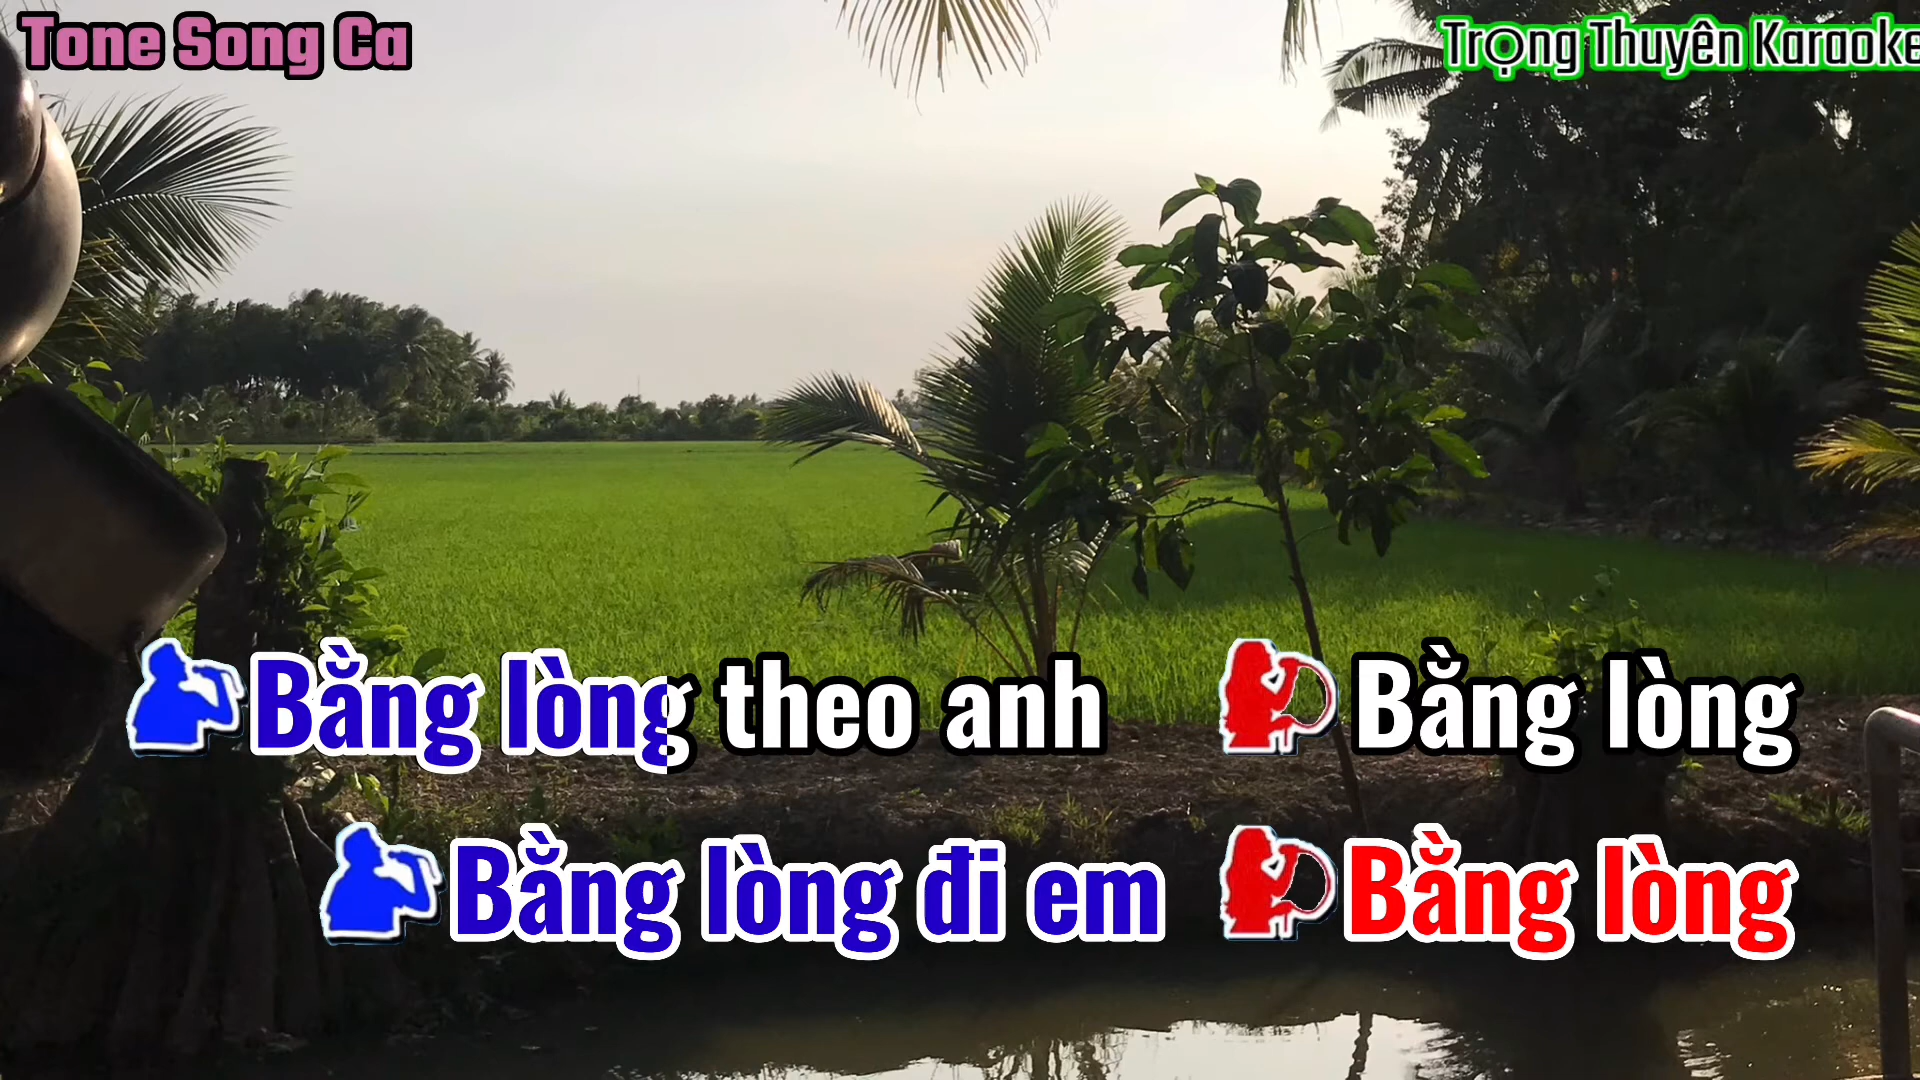 Tone Song Ca
Trọng Thuyên Karaoke
Bằng lòng theo anh Bằng lòng
Bằng lòng đi em Bằng lòng